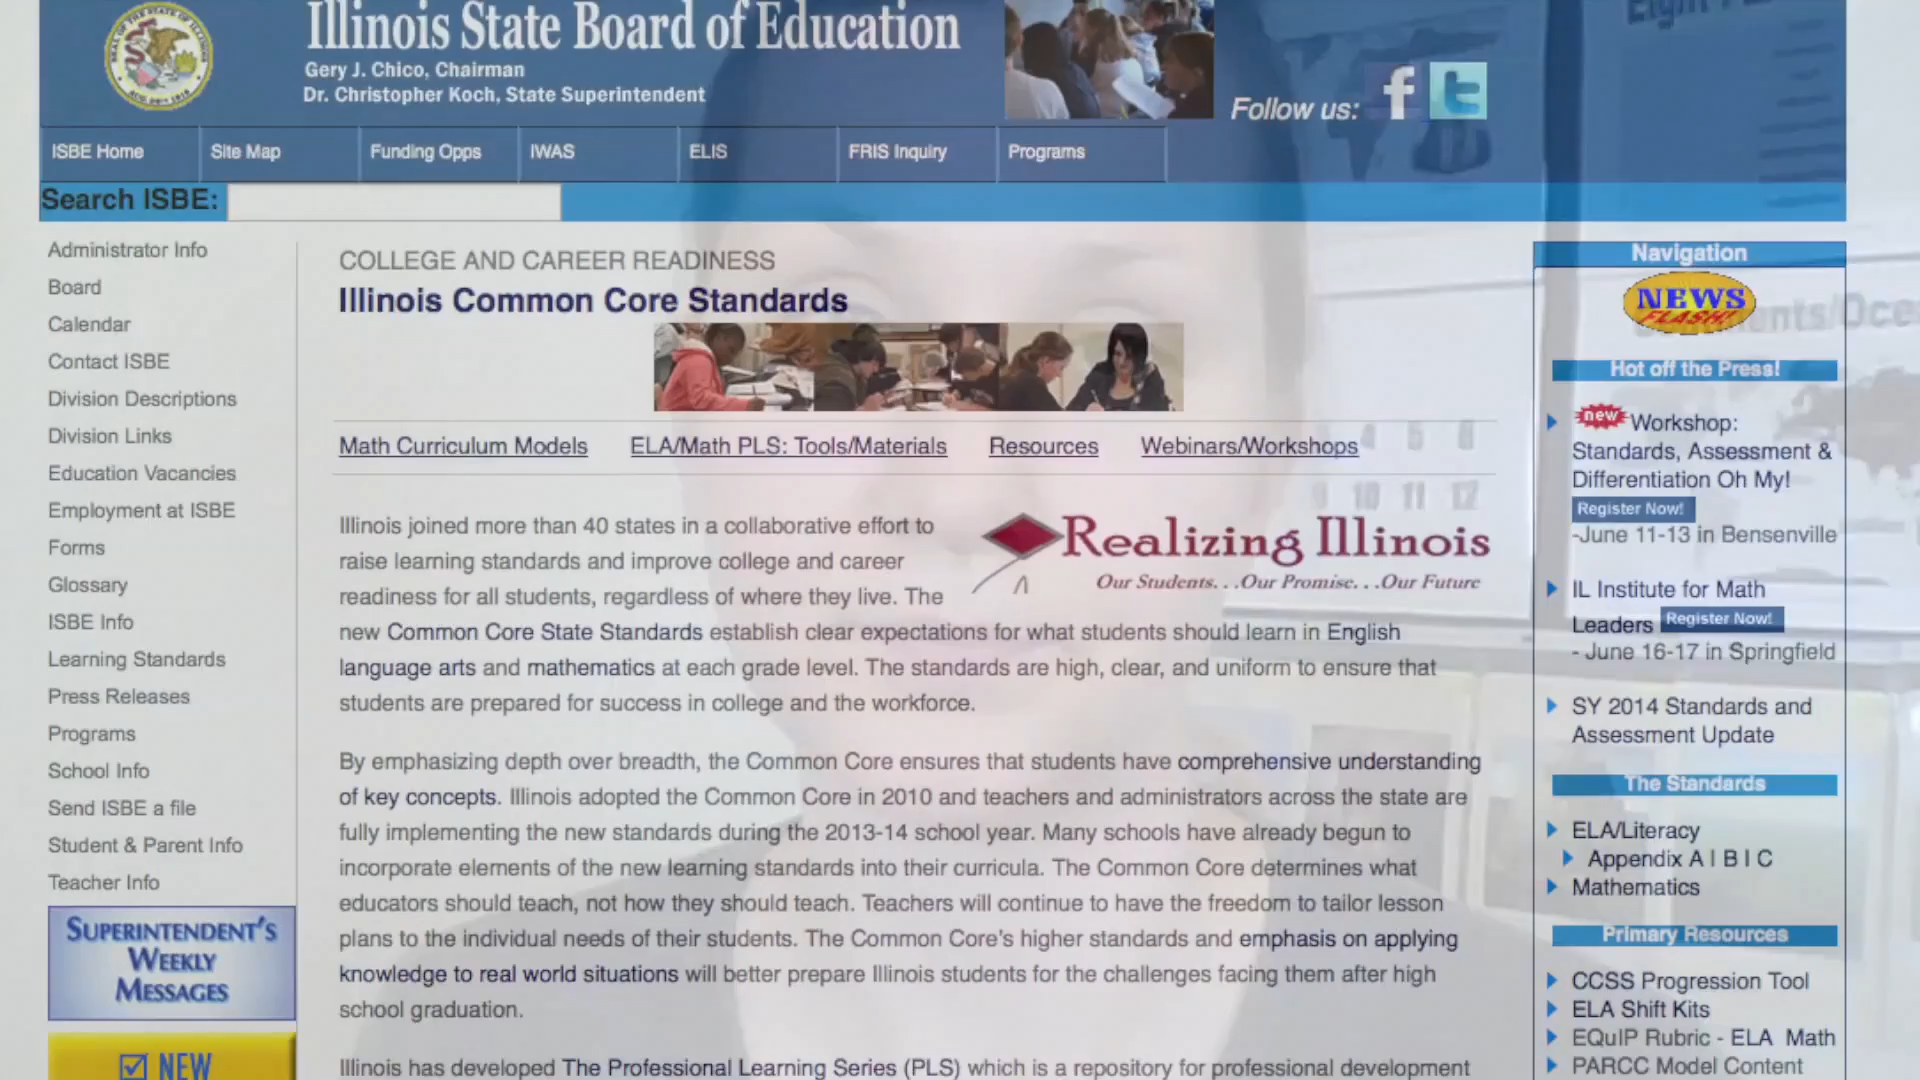 Illinois State Board of Education
Gery J. Chico, Chairman
Dr. Christopher Koch, State Superintendent
Follow us:
ISBE Home
Site Map
Funding Opps
IWAS
ELIS
FRIS Inquiry
Programs
Search ISBE:
Administrator Info
Board
Calendar
Contact ISBE
Division Descriptions
Division Links
Education Vacancies
Employment at ISBE
Forms
Glossary
ISBE Info
Learning Standards
Press Releases
Programs
School Info
Send ISBE a file
Student & Parent Info
Teacher Info
SUPERINTENDENT'S
WEEKLY
MESSAGES
NEW
COLLEGE AND CAREER READINESS
Illinois Common Core Standards
Math Curriculum Models
ELA/Math PLS: Tools/Materials
Resources
Webinars/Workshops
Realizing Illinois
Our Students. . .Our Promise. . .Our Future
Illinois joined more than 40 states in a collaborative effort to
raise learning standards and improve college and career
readiness for all students, regardless of where they live. The
new Common Core State Standards establish clear expectations for what students should learn in English
language arts and mathematics at each grade level. The standards are high, clear, and uniform to ensure that
students are prepared for success in college and the workforce.
By emphasizing depth over breadth, the Common Core ensures that students have comprehensive understanding
of key concepts. Illinois adopted the Common Core in 2010 and teachers and administrators across the state are
fully implementing the new standards during the 2013-14 school year. Many schools have already begun to
incorporate elements of the new learning standards into their curricula. The Common Core determines what
educators should teach, not how they should teach. Teachers will continue to have the freedom to tailor lesson
plans to the individual needs of their students. The Common Core's higher standards and emphasis on applying
knowledge to real world situations will better prepare Illinois students for the challenges facing them after high
school graduation.
Illinois has developed The Professional Learning Series (PLS) which is a repository for professional development
Navigation
NEWS
FLASH!
Hot off the Press!
new Workshop:
Standards, Assessment &
Differentiation Oh My!
Register Now!
-June 11-13 in Bensenville
IL Institute for Math
Leaders Register Now!
- June 16-17 in Springfield
SY 2014 Standards and
Assessment Update
The Standards
ELA/Literacy
Appendix A | B | C
Mathematics
Primary Resources
CCSS Progression Tool
ELA Shift Kits
EQuIP Rubric - ELA Math
PARCC Model Content